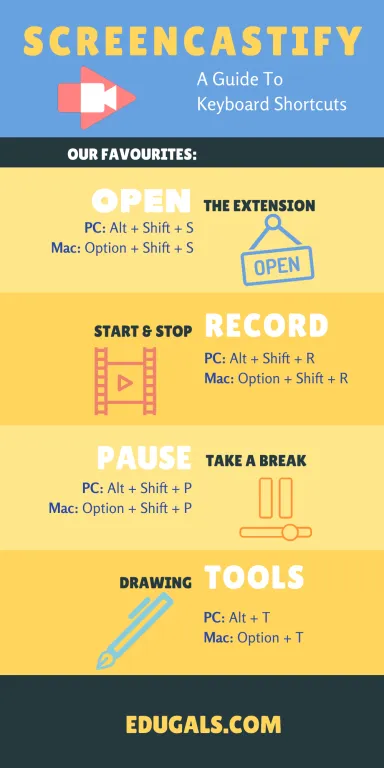 SCREENCASTIFY
A Guide To
Keyboard Shortcuts
OUR FAVOURITES:
OPEN THE EXTENSION
PC: Alt + Shift + S
Mac: Option + Shift + S
OPEN
START & STOP RECORD
PC: Alt + Shift + R
Mac: Option + Shift + R
PAUSE TAKE A BREAK
PC: Alt + Shift + P
Mac: Option + Shift + P
DRAWING TOOLS
PC: Alt + T
Mac: Option + T
EDUGALS.COM